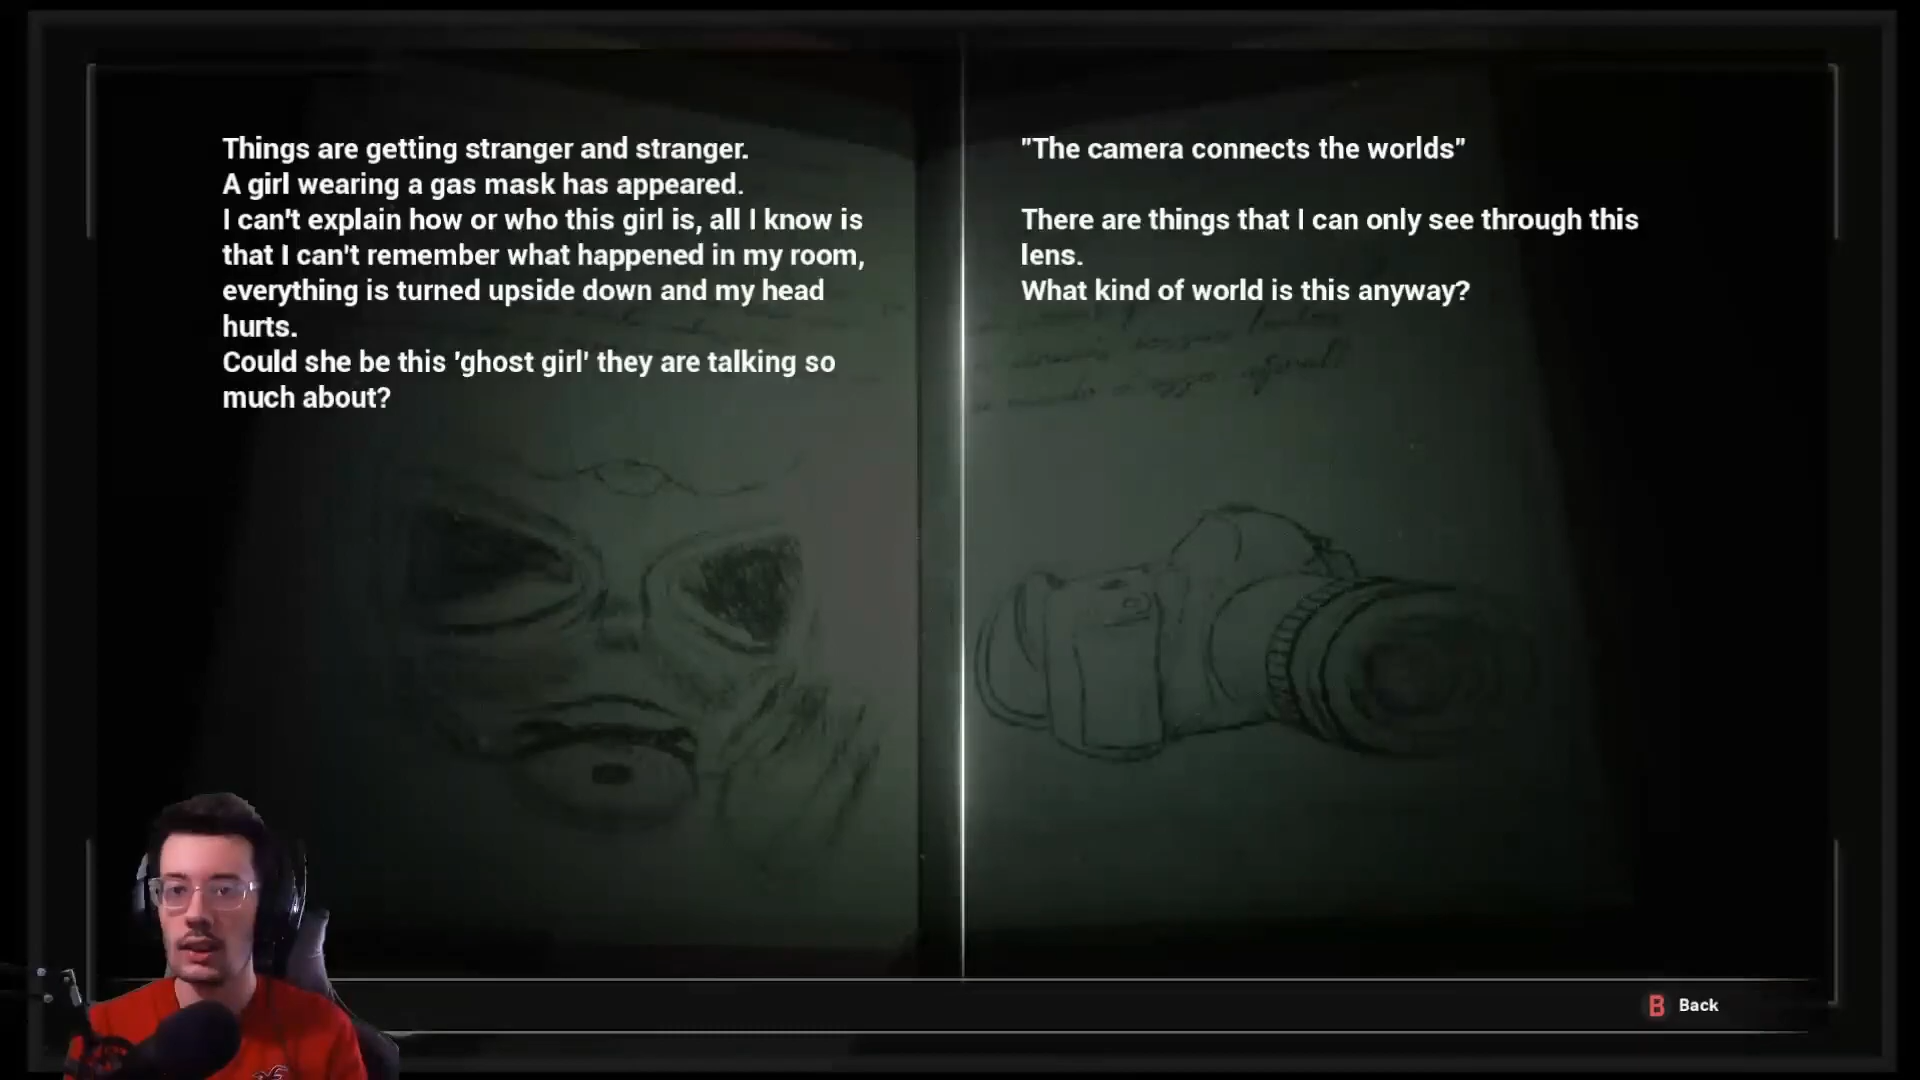 Things are getting stranger and stranger.
A girl wearing a gas mask has appeared.
I can't explain how or who this girl is, all I know is
that I can't remember what happened in my room,
everything is turned upside down and my head
hurts.
Could she be this 'ghost girl' they are talking so
much about?
"The camera connects the worlds"
There are things that I can only see through this
lens.
What kind of world is this anyway?
B Back